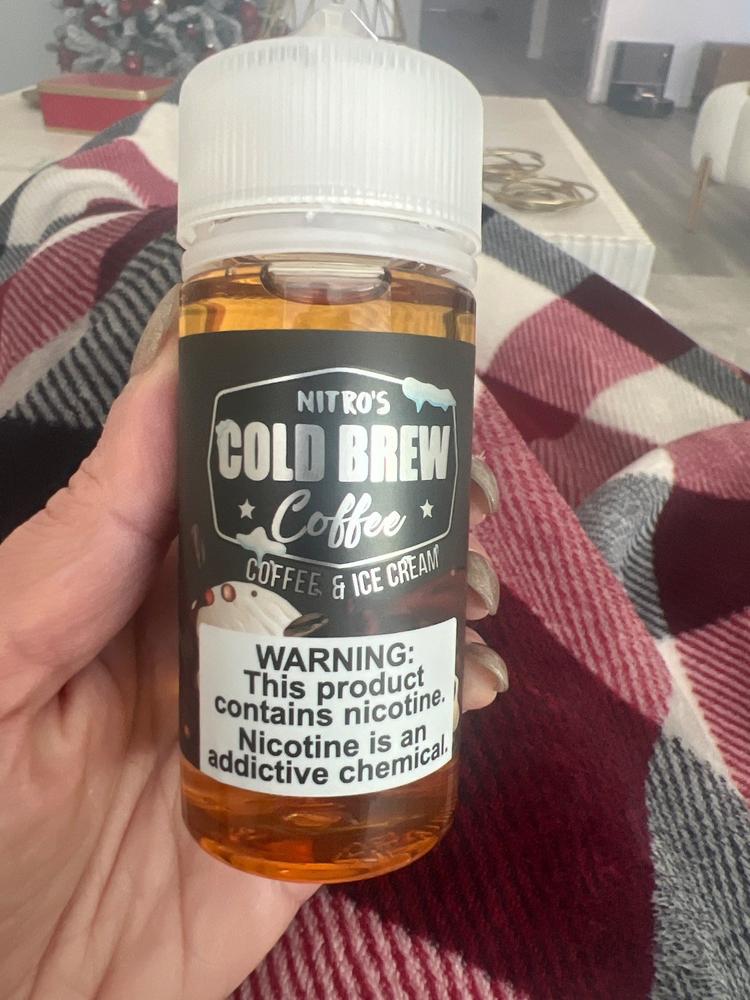 NITRO'S
COLD BREW
Coffee
COFFEE & ICE CREAM
WARNING:
This product
contains nicotine.
Nicotine is an
addictive chemical.